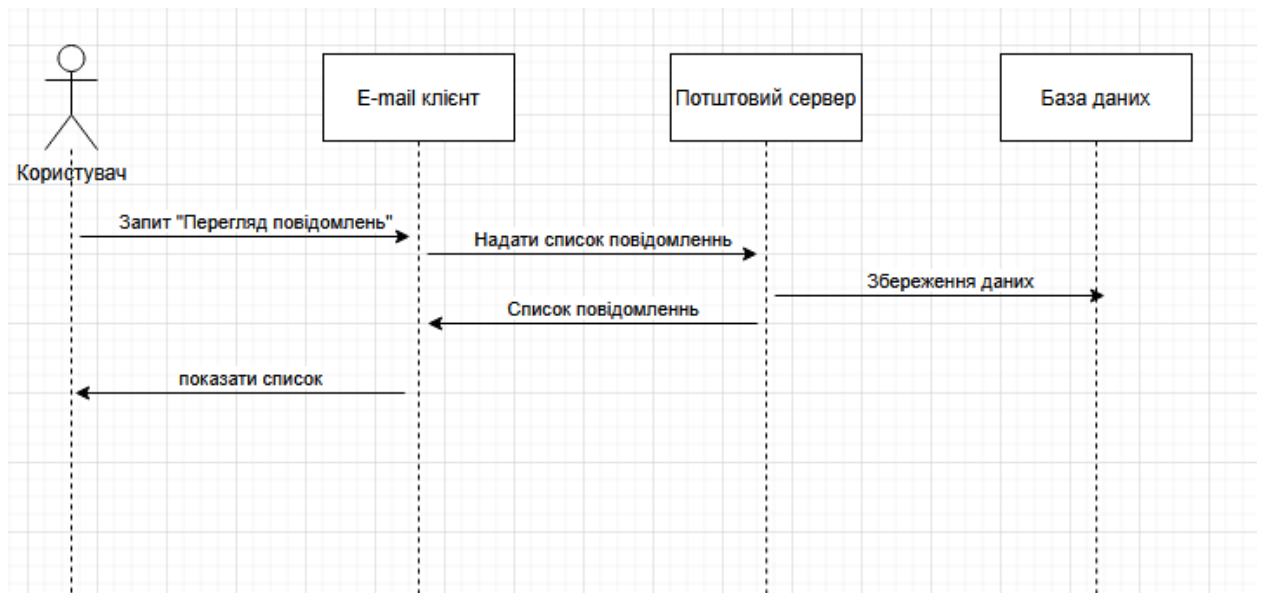 E-mail клієнт
Потштовий сервер
База даних
Користувач
Запит "Перегляд повідомлень"
Надати список повідомленнь
Збереження даних
Список повідомленнь
показати список